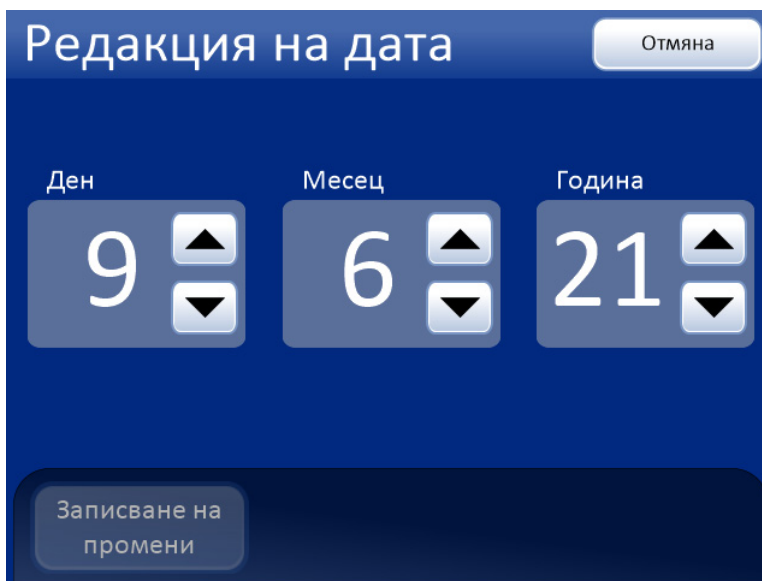 Редакция на дата
Отмяна
Ден
Месец
Година
9
6
21
Записване на
промени